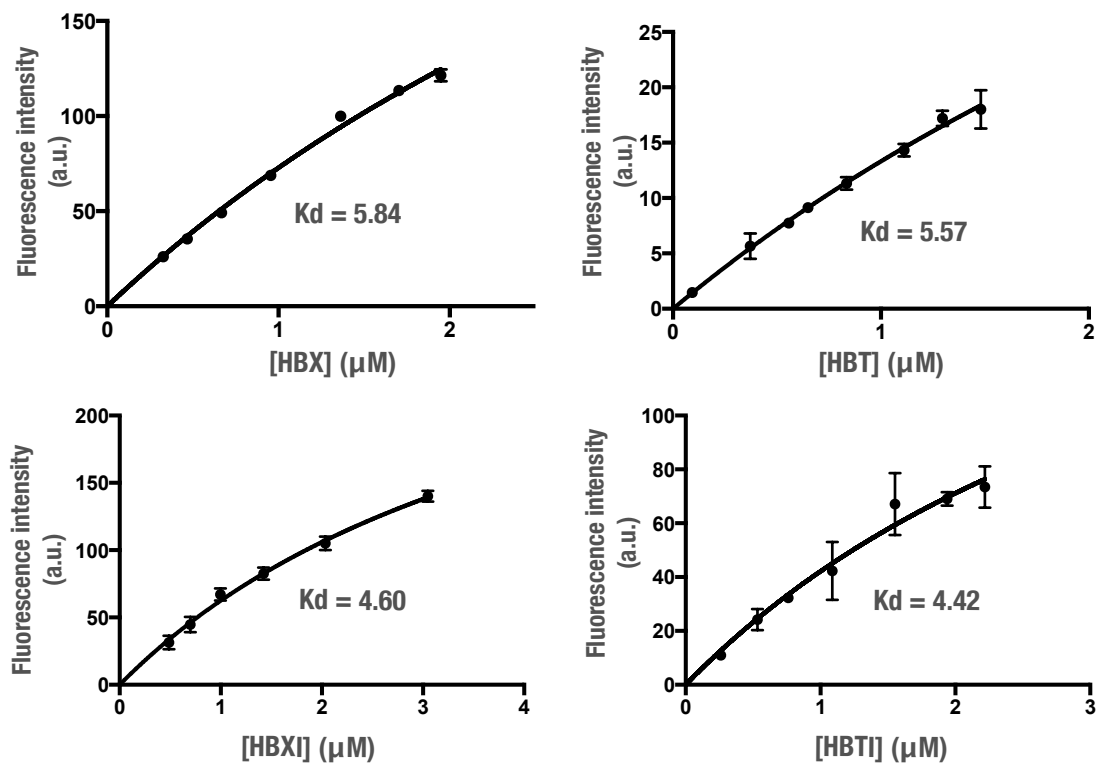 Fluorescence intensity
(a.u.)
150
100
50
0
0
1
2
Kd = 5.84
[HBX] (μM)
Fluorescence intensity
(a.u.)
25
20
15
10
5
0
0
1
2
Kd = 5.57
[HBT] (μM)
Fluorescence intensity
(a.u.)
200
150
100
50
0
0
1
2
3
4
Kd = 4.60
[HBXI] (μM)
Fluorescence intensity
(a.u.)
100
80
60
40
20
0
0
1
2
3
Kd = 4.42
[HBTI] (μM)